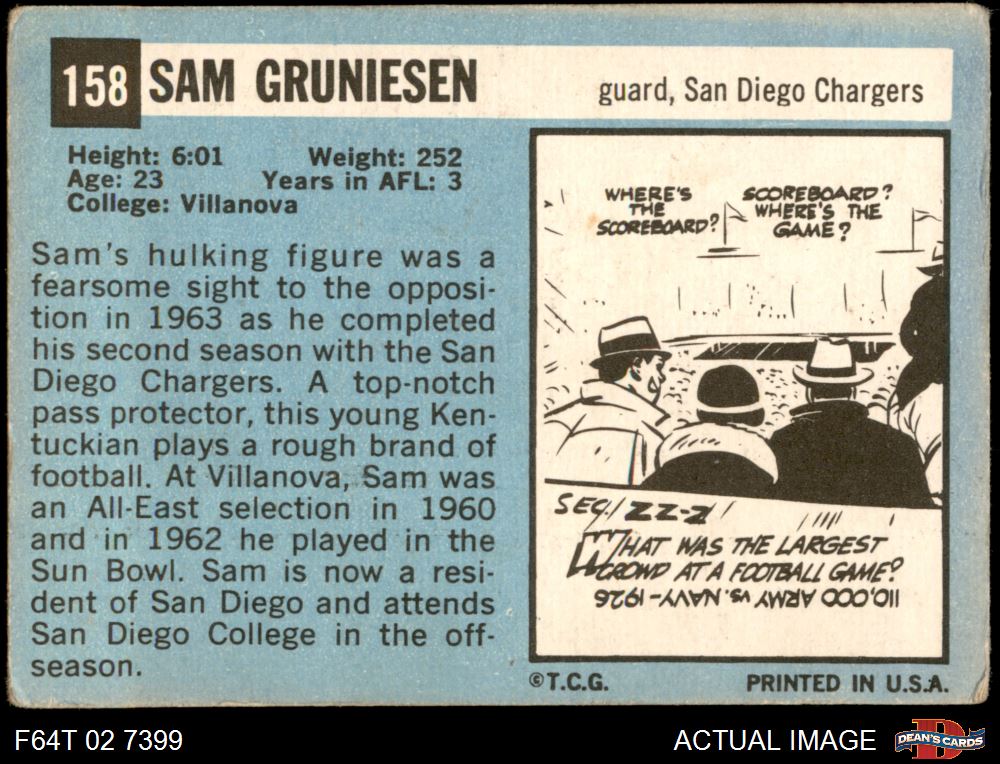 158 SAM GRUNIESEN guard, San Diego Chargers
Height: 6:01 Weight: 252
Age: 23 Years in AFL: 3
College: Villanova
Sam's hulking figure was a
fearsome sight to the opposi-
tion in 1963 as he completed
his second season with the San
Diego Chargers. A top-notch
pass protector, this young Ken-
tuckian plays a rough brand of
football. At Villanova, Sam was
an All-East selection in 1960
and in 1962 he played in the
Sun Bowl. Sam is now a resi-
dent of San Diego and attends
San Diego College in the off-
season.
WHERE'S
THE
SCOREBOARD?
SCOREBOARD?
WHERE'S THE
GAME?
SEC. ZZ-Z
WHAT WAS THE LARGEST
CROWD AT A FOOTBALL GAME?
110,000 ARMY VS. NAVY-1926
©T.C.G. PRINTED IN U.S.A.
F64T 02 7399 ACTUAL IMAGE
D
DEAN'S CARDS